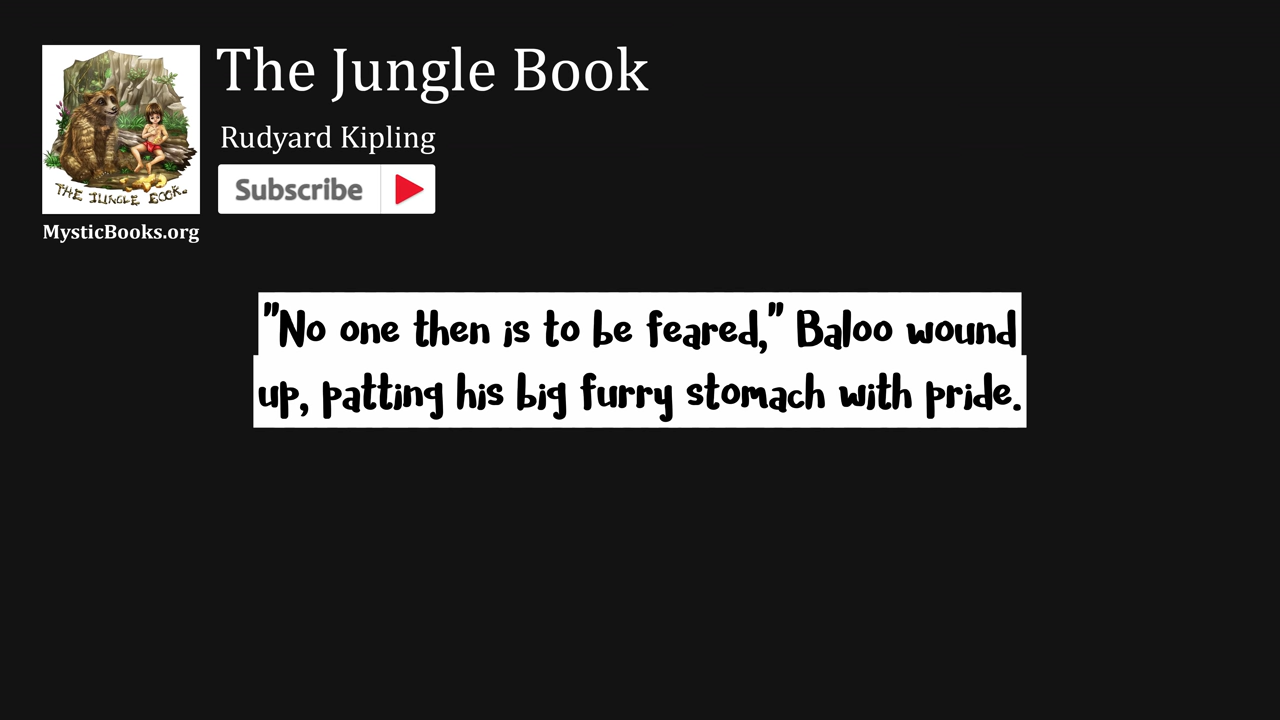 The Jungle Book
Rudyard Kipling
Subscribe
THE JUNGLE BOOK.
MysticBooks.org
"No one then is to be feared," Baloo wound
up, patting his big furry stomach with pride.